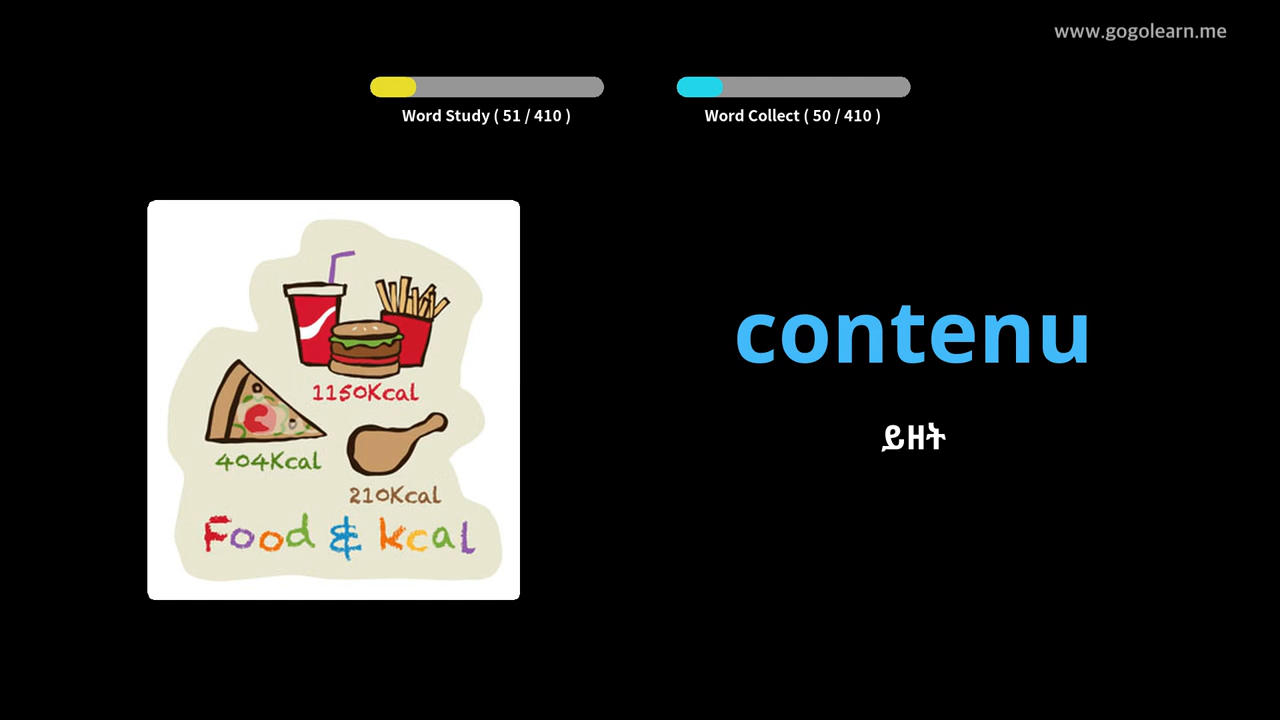 www.gogolearn.me
Word Study ( 51 / 410 )
Word Collect ( 50 / 410 )
1150Kcal
404Kcal
210Kcal
Food & kcal
contenu
ይዘት